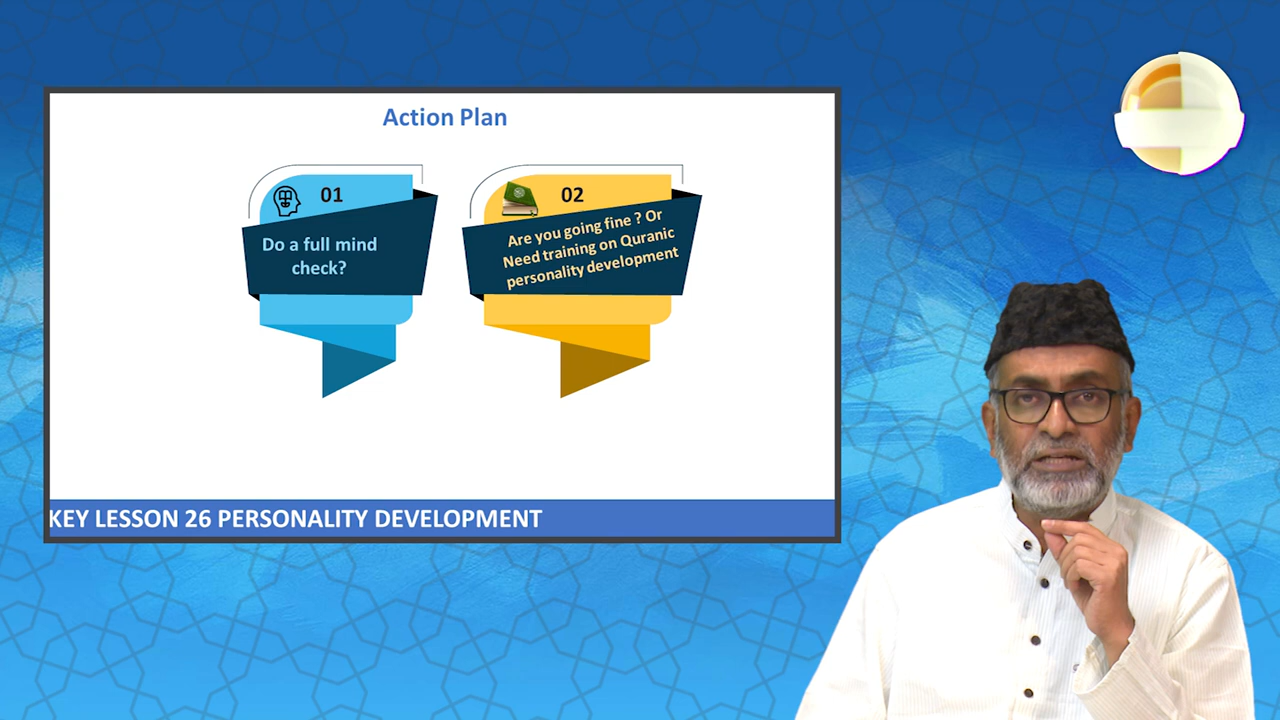 Action Plan
01
Do a full mind
check?
02
Are you going fine ? Or
Need training on Quranic
personality development
KEY LESSON 26 PERSONALITY DEVELOPMENT